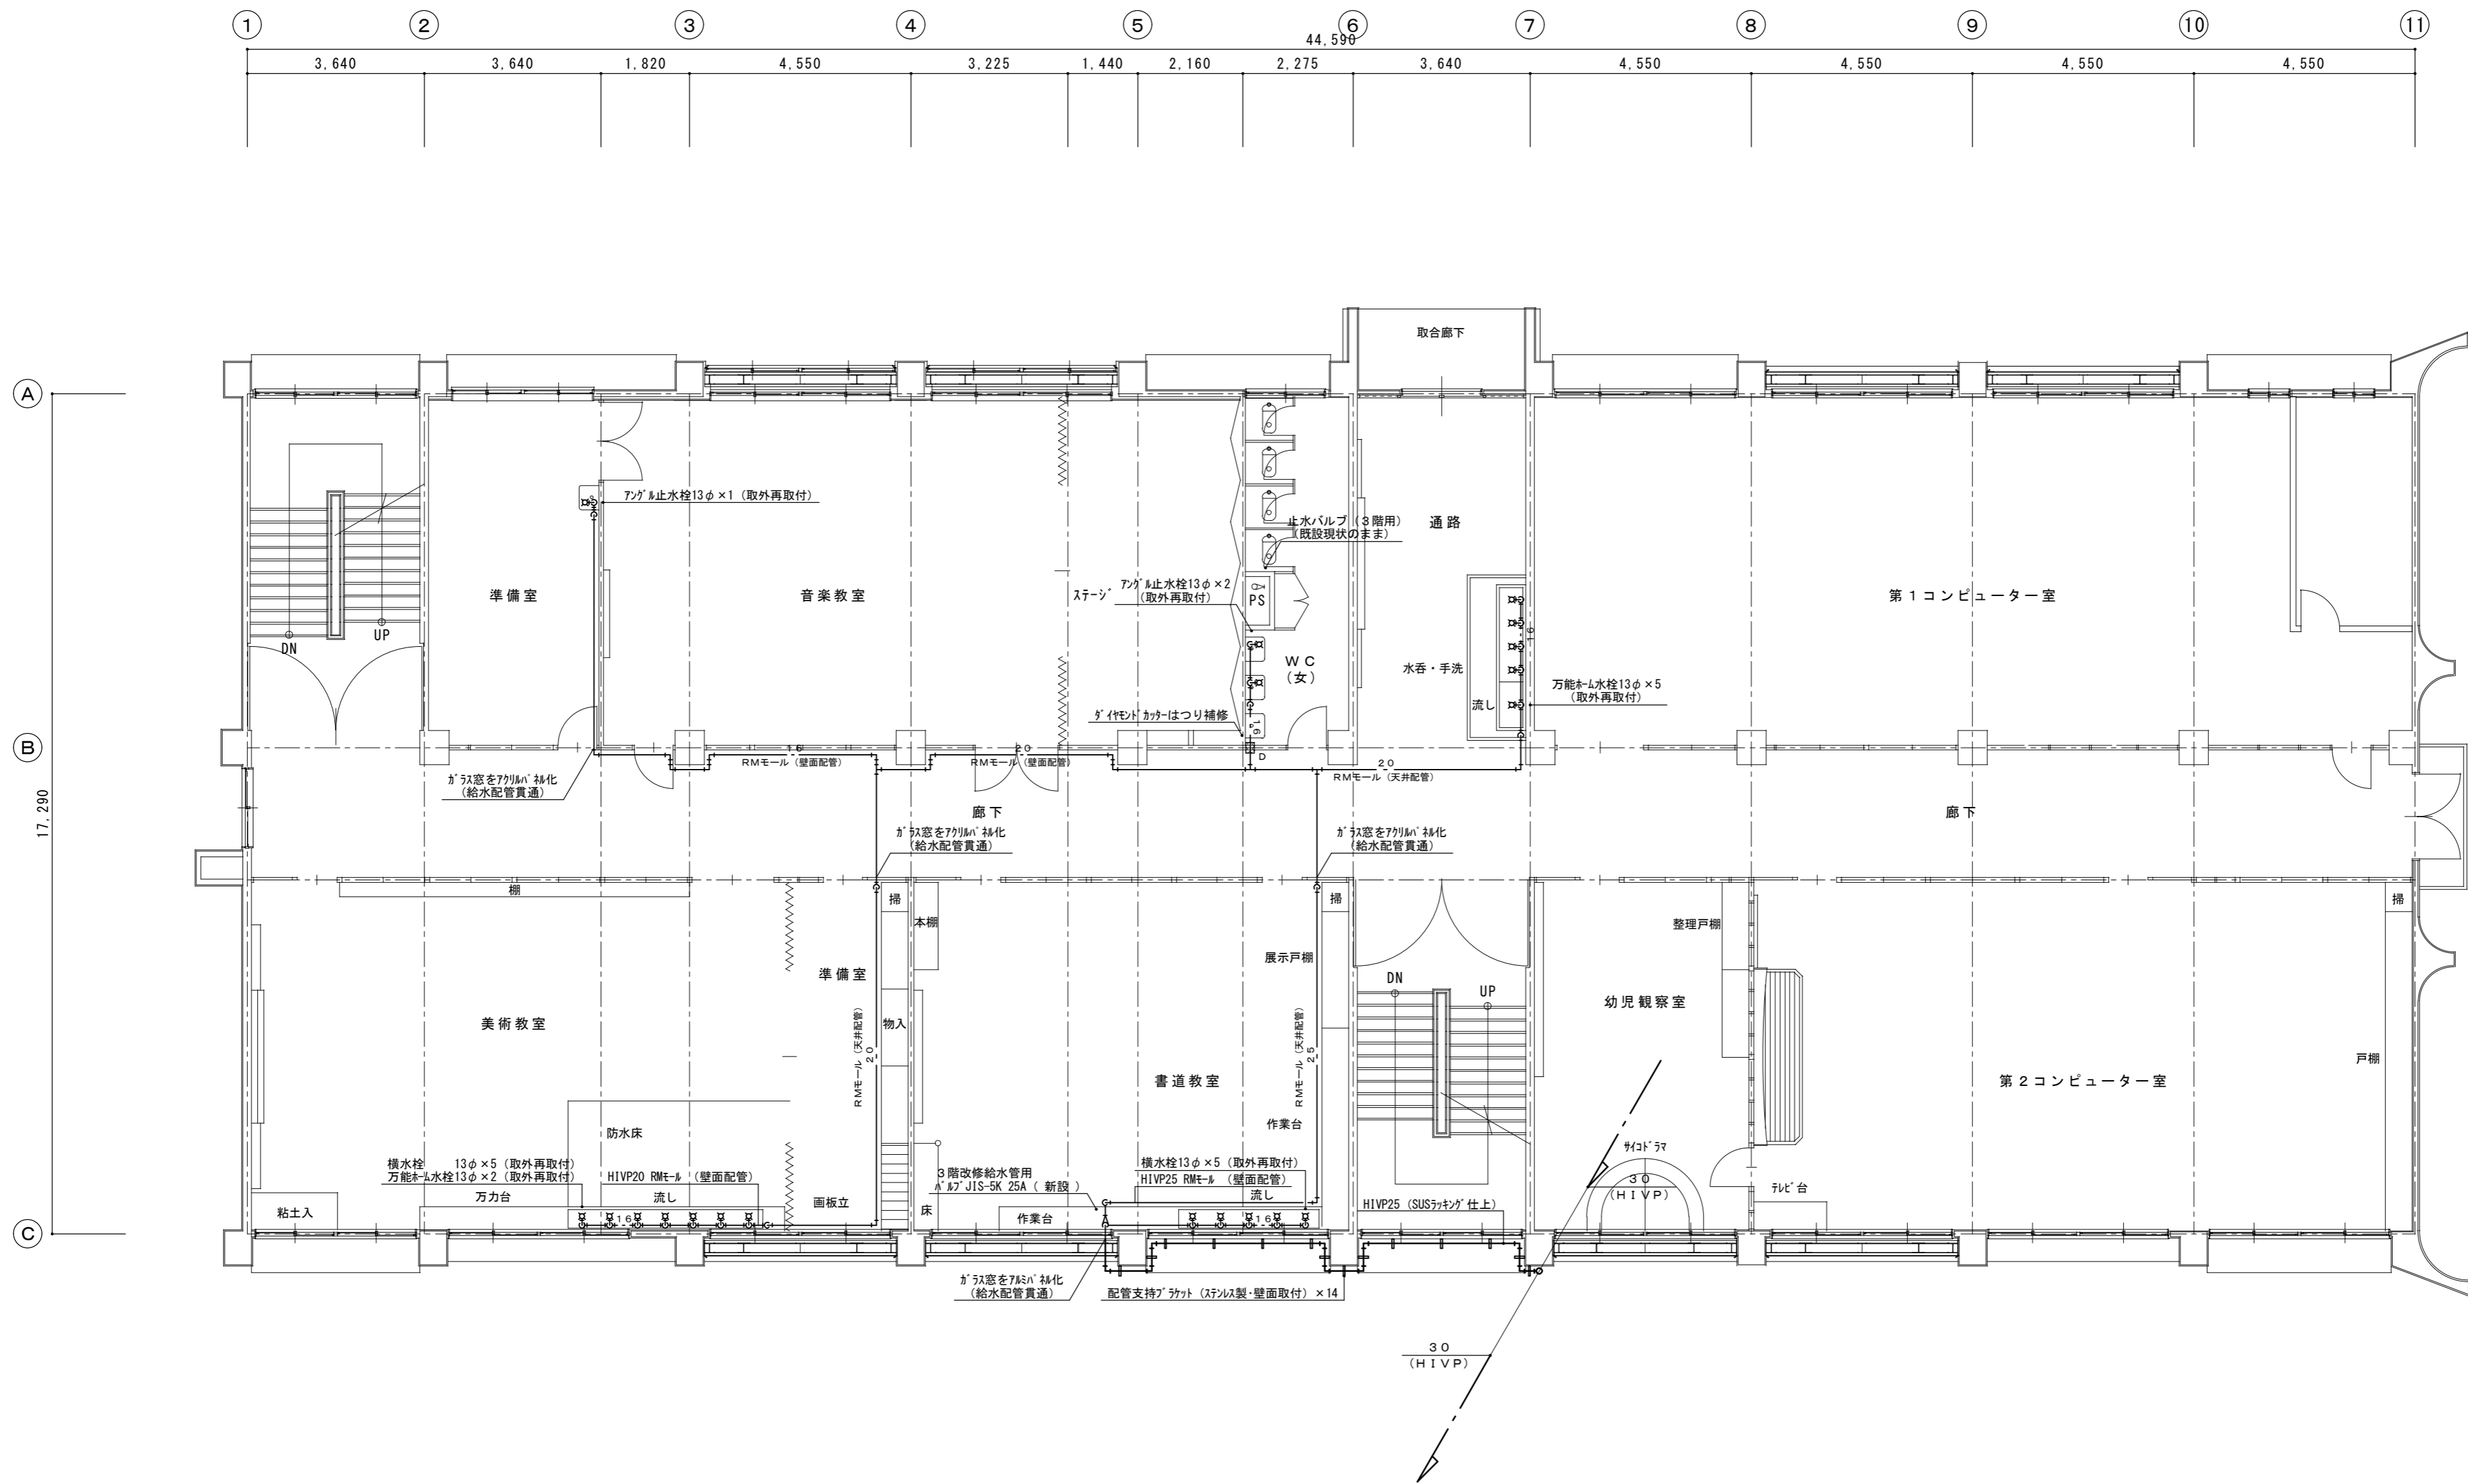 ① ② ③ ④ ⑤ ⑥ ⑦ ⑧ ⑨ ⑩ ⑪
44,590
3,640 3,640 1,820 4,550 3,225 1,440 2,160 2,275 3,640 4,550 4,550 4,550 4,550
取合廊下
Ⓐ
ｱﾝｸﾞﾙ止水栓13φ×1（取外再取付）
止水バルブ（３階用）
（既設現状のまま）
通路
準備室
音楽教室
ｽﾃｰｼﾞ
ｱﾝｸﾞﾙ止水栓13φ×2
（取外再取付）
PS
第１コンピューター室
DN
UP
16
ＷＣ
（女）
水呑・手洗
流し
万能ﾎｰﾑ水栓13φ×5
（取外再取付）
ﾀﾞｲﾔﾓﾝﾄﾞｶｯﾀｰはつり補修
16
Ⓑ
16
RMモール（壁面配管）
20
RMモール（壁面配管）
D
20
RMモール（天井配管）
ｶﾞﾗｽ窓をｱｸﾘﾙﾊﾟﾈﾙ化
（給水配管貫通）
17,290
廊下
廊下
ｶﾞﾗｽ窓をｱｸﾘﾙﾊﾟﾈﾙ化
（給水配管貫通）
ｶﾞﾗｽ窓をｱｸﾘﾙﾊﾟﾈﾙ化
（給水配管貫通）
棚
掃
本棚
掃
整理戸棚
掃
準備室
展示戸棚
DN
UP
幼児観察室
美術教室
物入
RMモール（天井配管）
20
RMモール（天井配管）
25
戸棚
書道教室
第２コンピューター室
防水床
作業台
ｻｲｺﾄﾞﾗﾏ
横水栓 13φ×5（取外再取付）
万能ﾎｰﾑ水栓13φ×2（取外再取付）
HIVP20 RMﾓｰﾙ （壁面配管）
３階改修給水管用
ﾊﾞﾙﾌﾞJIS-5K 25A（ 新設 ）
横水栓13φ×5（取外再取付）
HIVP25 RMﾓｰﾙ （壁面配管）
30
（ＨＩＶＰ）
ﾃﾚﾋﾞ台
万力台
流し
画板立
流し
HIVP25（SUSﾗｯｷﾝｸﾞ仕上）
粘土入
床
作業台
16
16
Ⓒ
ｶﾞﾗｽ窓をｱﾙﾐﾊﾟﾈﾙ化
（給水配管貫通）
配管支持ﾌﾞﾗｹｯﾄ（ｽﾃﾝﾚｽ製・壁面取付）×14
30
（ＨＩＶＰ）